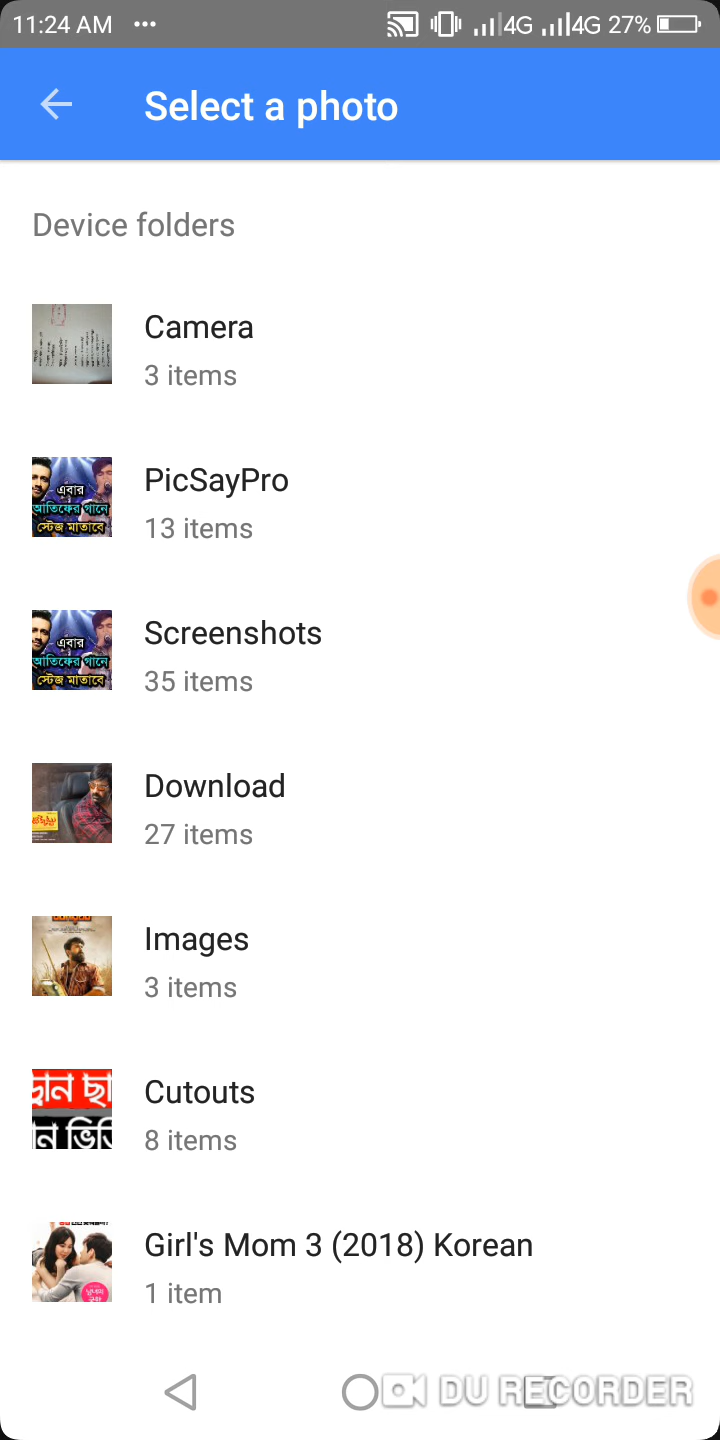 11:24 AM ... 4G 4G 27%
Select a photo
Device folders
Camera
3 items
PicSayPro
13 items
এবার
আতিফের গানে
স্টেজ মাতাবে
Screenshots
35 items
এবার
আতিফের গানে
স্টেজ মাতাবে
Download
27 items
Images
3 items
Cutouts
8 items
Girl's Mom 3 (2018) Korean
1 item
DU RECORDER